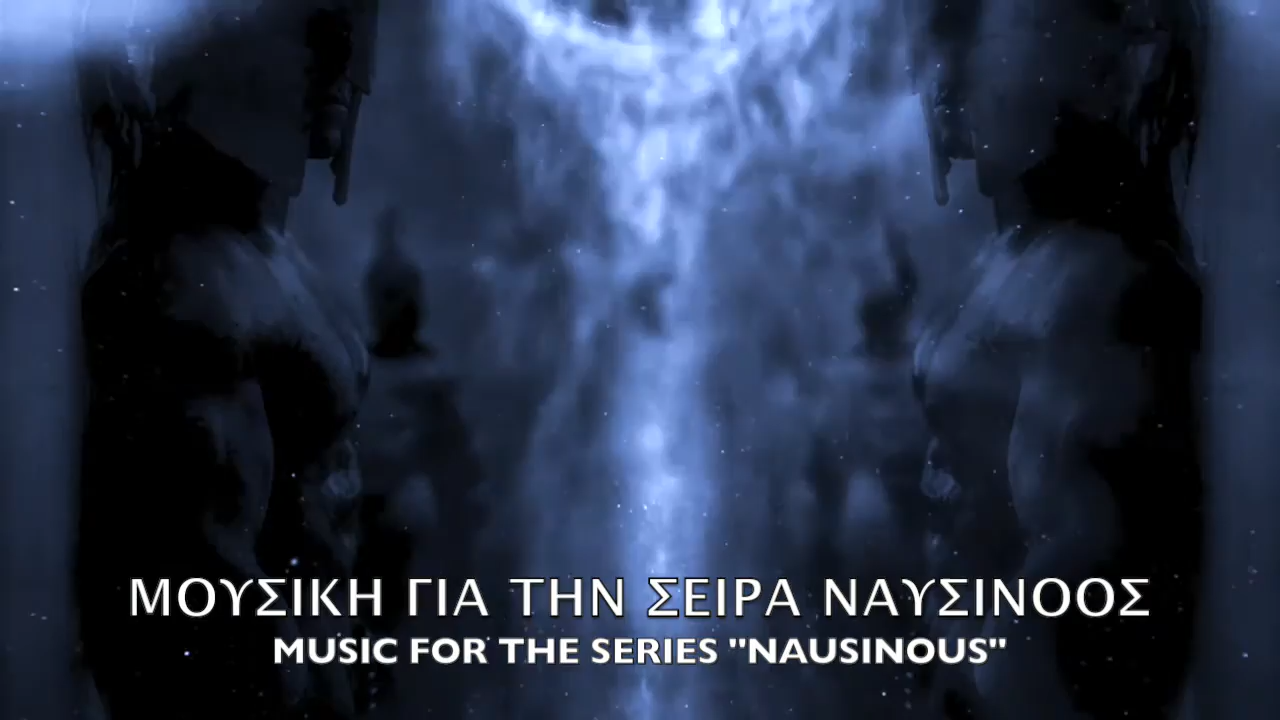 ΜΟΥΣΙΚΗ ΓΙΑ ΤΗΝ ΣΕΙΡΑ ΝΑΥΣΙΝΟΟΣ
MUSIC FOR THE SERIES "NAUSINOUS"